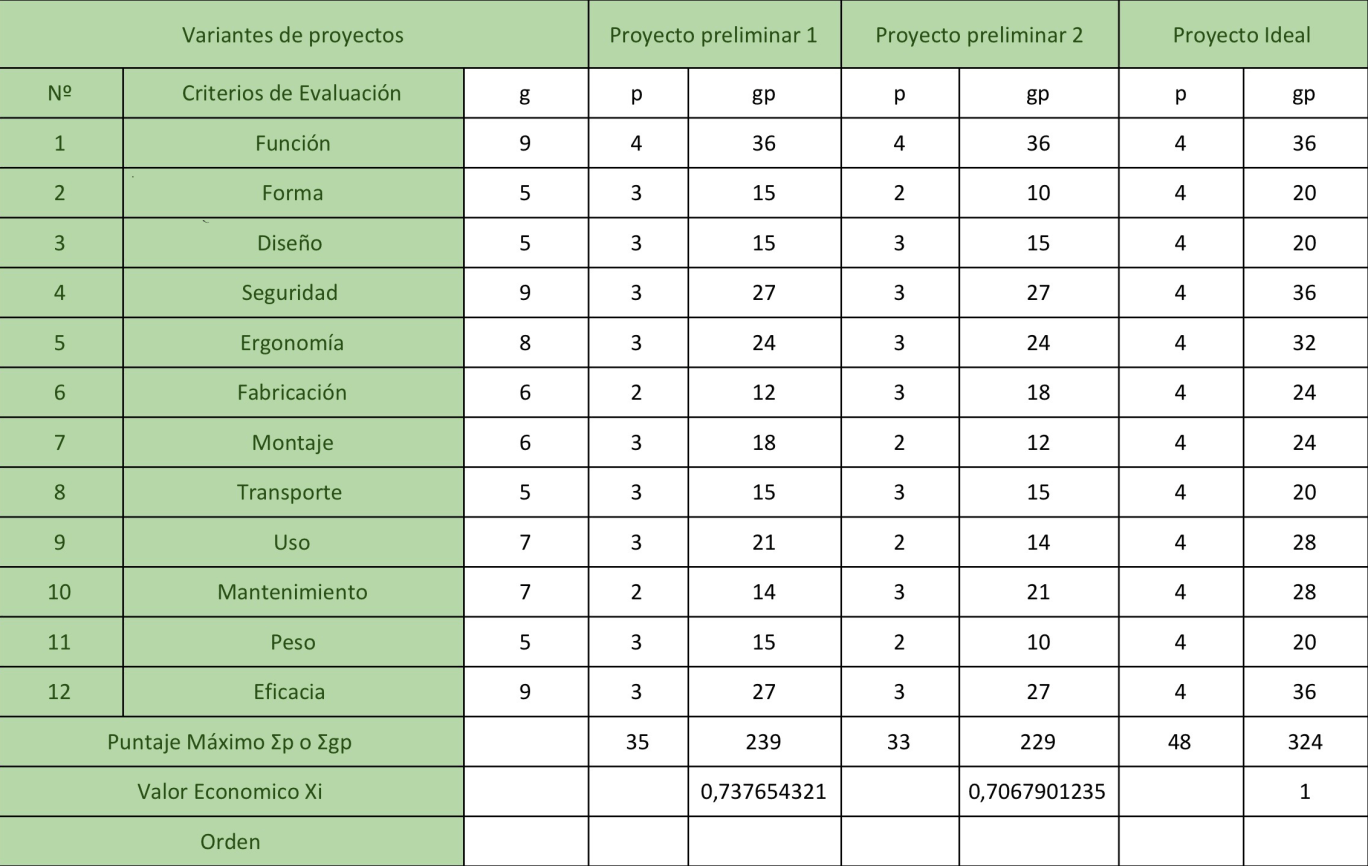 Variantes de proyectos Proyecto preliminar 1 Proyecto preliminar 2 Proyecto Ideal
Nº Criterios de Evaluación g p gp p gp p gp
1 Función 9 4 36 4 36 4 36
2 Forma 5 3 15 2 10 4 20
3 Diseño 5 3 15 3 15 4 20
4 Seguridad 9 3 27 3 27 4 36
5 Ergonomía 8 3 24 3 24 4 32
6 Fabricación 6 2 12 3 18 4 24
7 Montaje 6 3 18 2 12 4 24
8 Transporte 5 3 15 3 15 4 20
9 Uso 7 3 21 2 14 4 28
10 Mantenimiento 7 2 14 3 21 4 28
11 Peso 5 3 15 2 10 4 20
12 Eficacia 9 3 27 3 27 4 36
Puntaje Máximo Σp o Σgp 35 239 33 229 48 324
Valor Economico Xi 0,737654321 0,7067901235 1
Orden